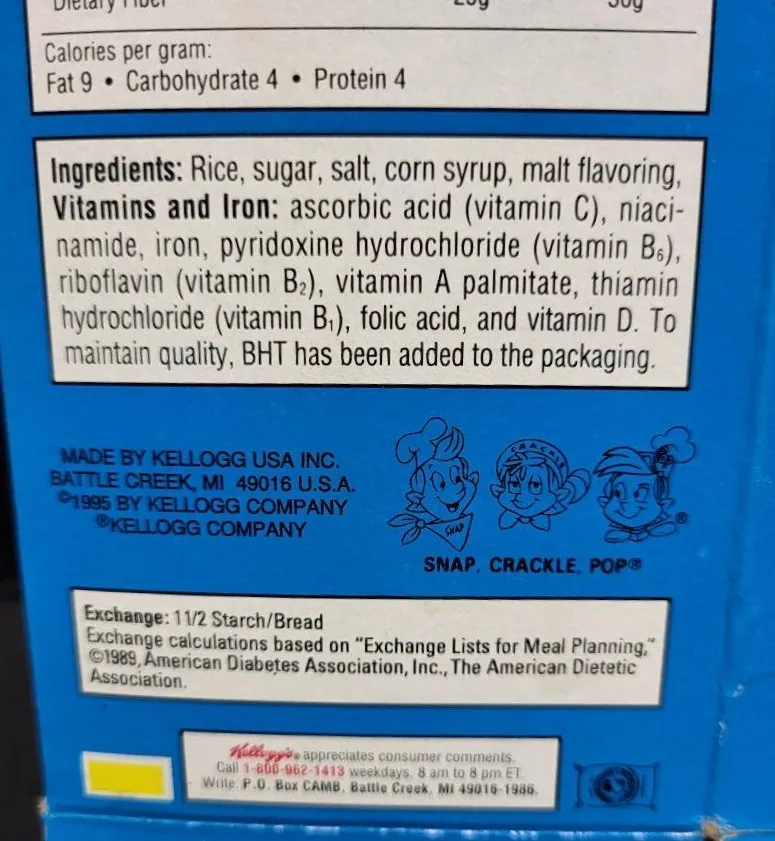 Dietary Fiber 25g 30g
Calories per gram:
Fat 9 • Carbohydrate 4 • Protein 4
Ingredients: Rice, sugar, salt, corn syrup, malt flavoring,
Vitamins and Iron: ascorbic acid (vitamin C), niaci-
namide, iron, pyridoxine hydrochloride (vitamin B₆),
riboflavin (vitamin B₂), vitamin A palmitate, thiamin
hydrochloride (vitamin B₁), folic acid, and vitamin D. To
maintain quality, BHT has been added to the packaging.
MADE BY KELLOGG USA INC.
BATTLE CREEK, MI 49016 U.S.A.
©1995 BY KELLOGG COMPANY
®KELLOGG COMPANY
CRACKLE
SNAP
®
SNAP. CRACKLE. POP®
Exchange: 1 1/2 Starch/Bread
Exchange calculations based on "Exchange Lists for Meal Planning,"
©1989, American Diabetes Association, Inc., The American Dietetic
Association.
Kellogg's® appreciates consumer comments.
Call 1-800-962-1413 weekdays. 8 am to 8 pm ET.
Write: P.O. Box CAMB, Battle Creek, MI 49016-1986.